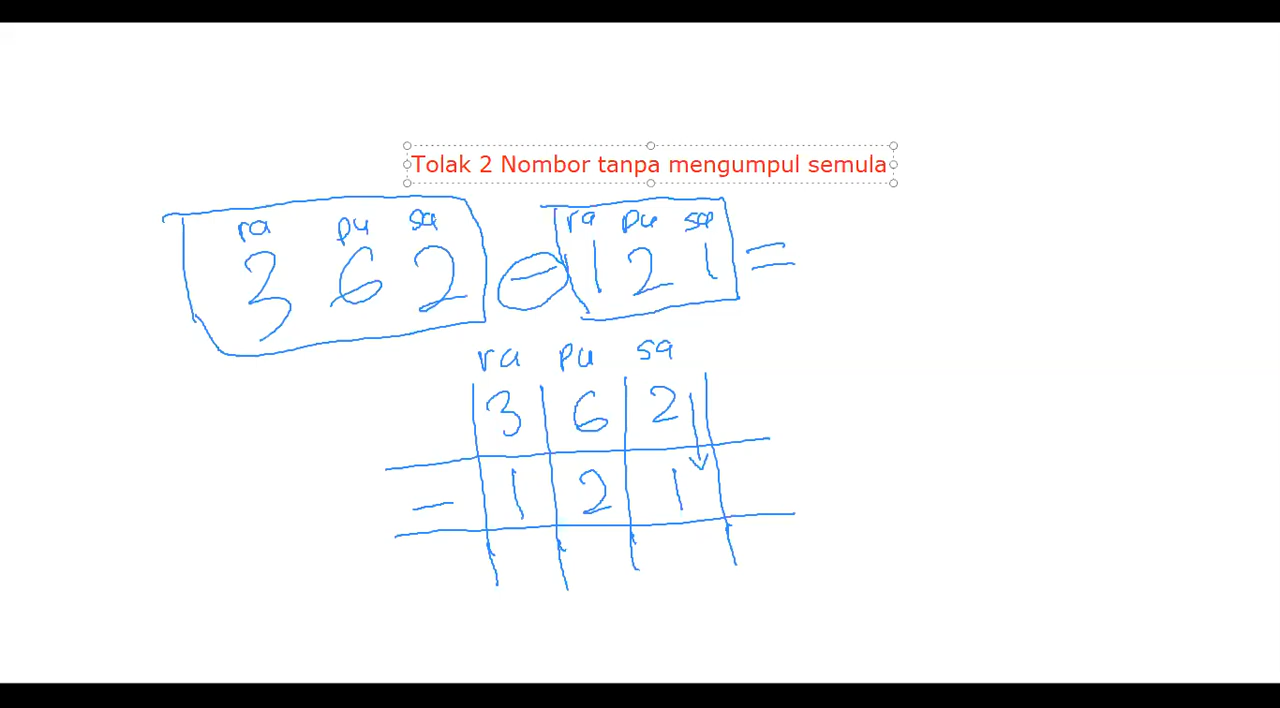 Tolak 2 Nombor tanpa mengumpul semula
ra pu sa ra pu sa
3 6 2 - 1 2 1 =
ra pu sa
3 6 2
- 1 2 1